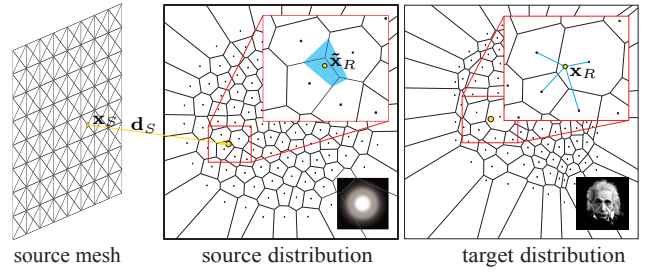 x_S
d_S
x̃_R
x_R
source mesh
source distribution
target distribution